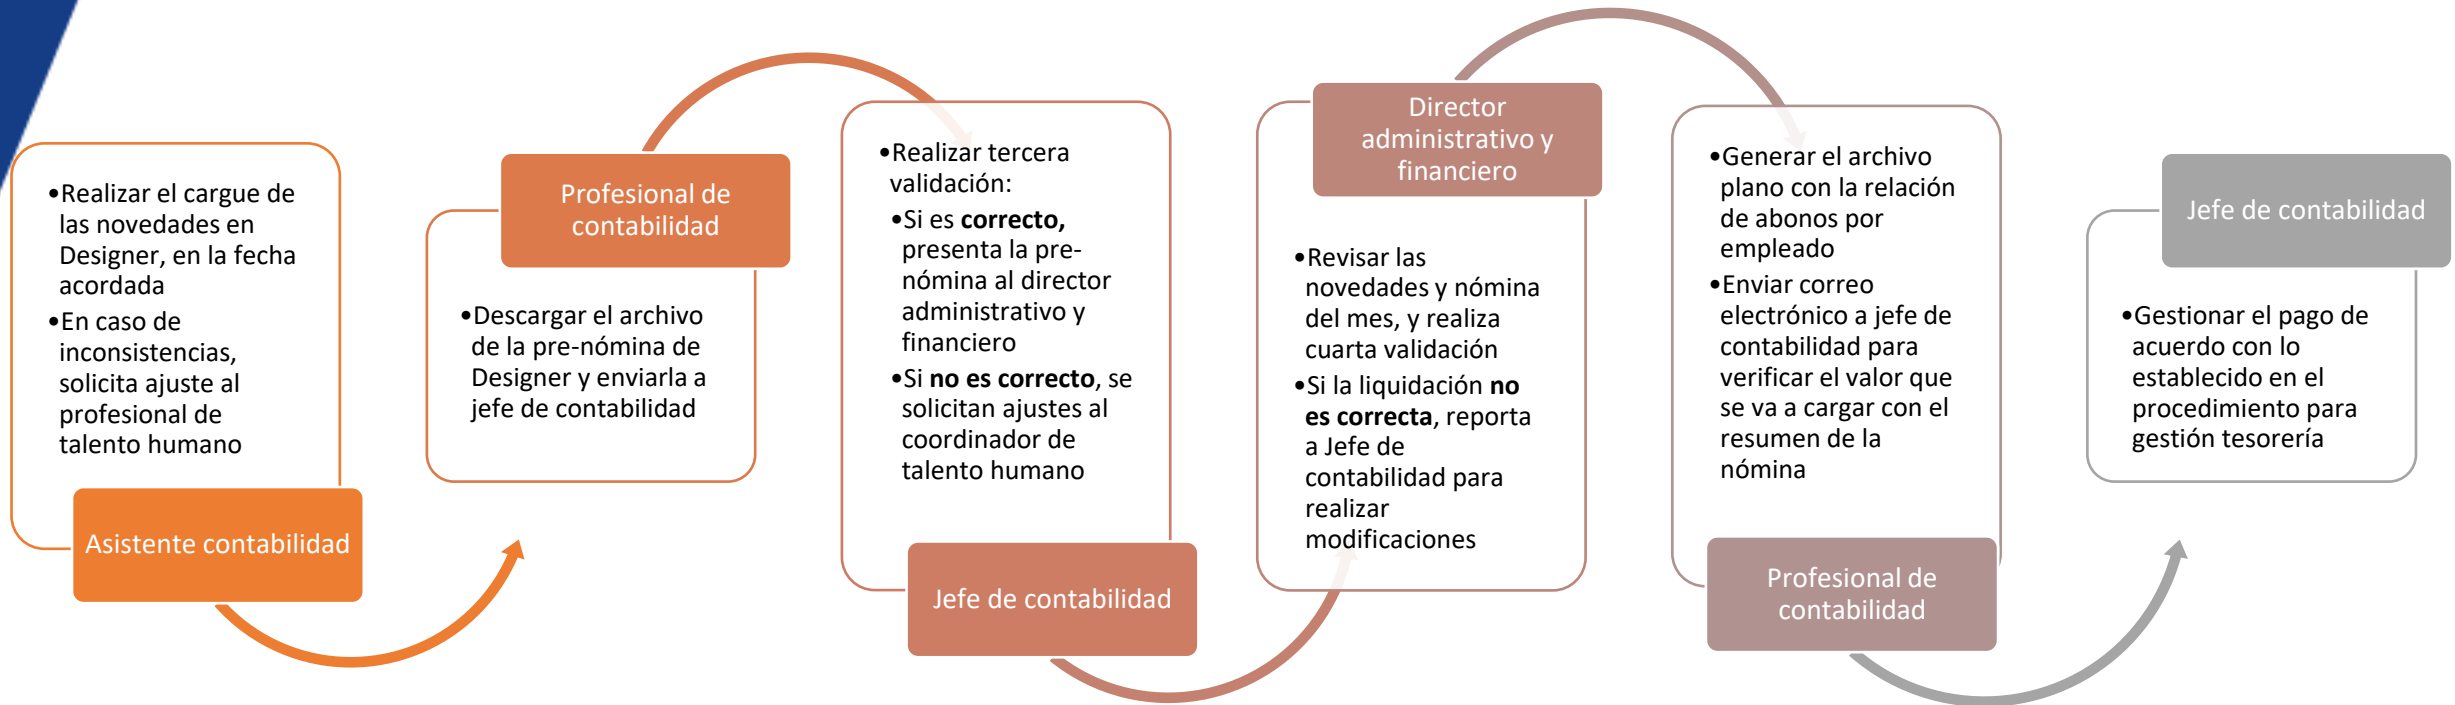 •Realizar el cargue de
las novedades en
Designer, en la fecha
acordada
•En caso de
inconsistencias,
solicita ajuste al
profesional de
talento humano
Asistente contabilidad
Profesional de
contabilidad
•Descargar el archivo
de la pre-nómina de
Designer y enviarla a
jefe de contabilidad
•Realizar tercera
validación:
•Si es correcto,
presenta la pre-
nómina al director
administrativo y
financiero
•Si no es correcto, se
solicitan ajustes al
coordinador de
talento humano
Jefe de contabilidad
Director
administrativo y
financiero
•Revisar las
novedades y nómina
del mes, y realiza
cuarta validación
•Si la liquidación no
es correcta, reporta
a Jefe de
contabilidad para
realizar
modificaciones
•Generar el archivo
plano con la relación
de abonos por
empleado
•Enviar correo
electrónico a jefe de
contabilidad para
verificar el valor que
se va a cargar con el
resumen de la
nómina
Profesional de
contabilidad
Jefe de contabilidad
•Gestionar el pago de
acuerdo con lo
establecido en el
procedimiento para
gestión tesorería